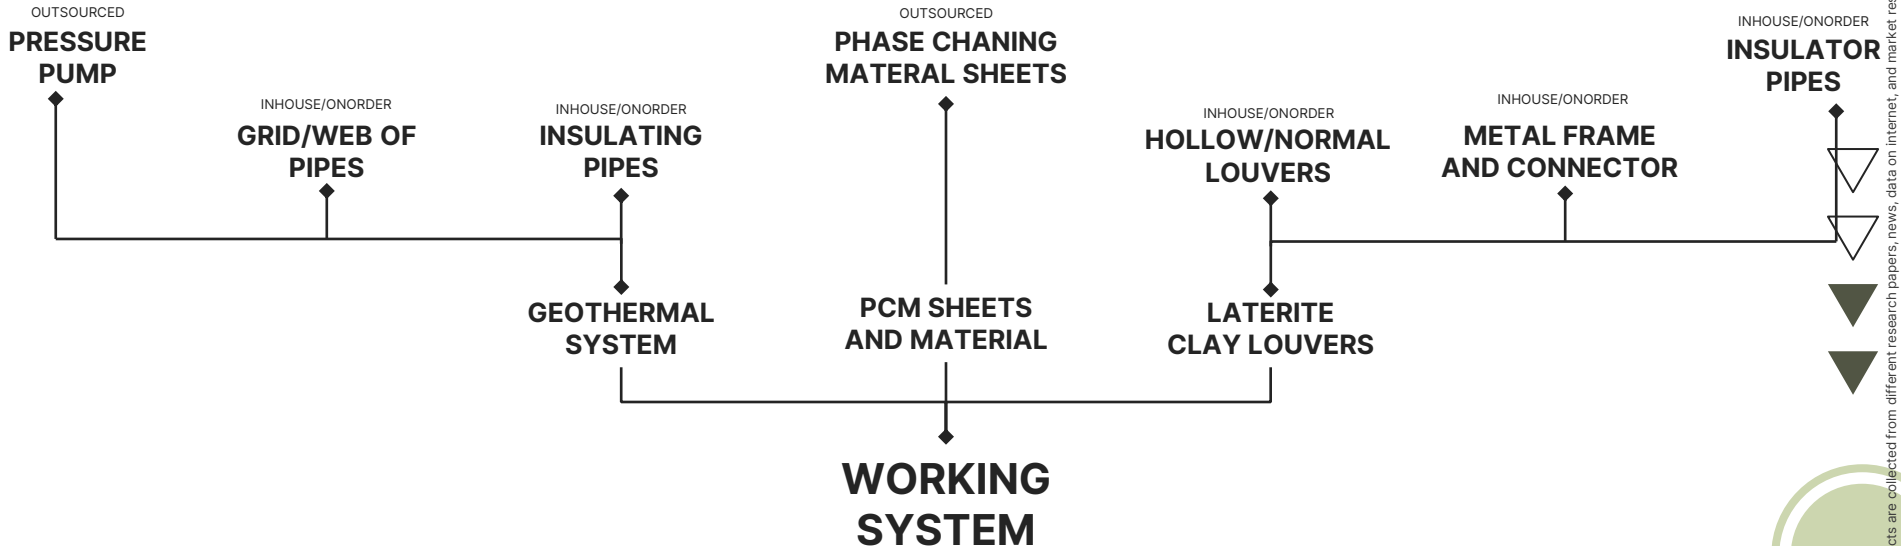 OUTSOURCED
PRESSURE
PUMP
INHOUSE/ONORDER
GRID/WEB OF
PIPES
INHOUSE/ONORDER
INSULATING
PIPES
OUTSOURCED
PHASE CHANING
MATERAL SHEETS
INHOUSE/ONORDER
HOLLOW/NORMAL
LOUVERS
INHOUSE/ONORDER
METAL FRAME
AND CONNECTOR
INHOUSE/ONORDER
INSULATOR
PIPES
GEOTHERMAL
SYSTEM
PCM SHEETS
AND MATERIAL
LATERITE
CLAY LOUVERS
WORKING
SYSTEM
are collected from different research papers, news, data on internet, and market